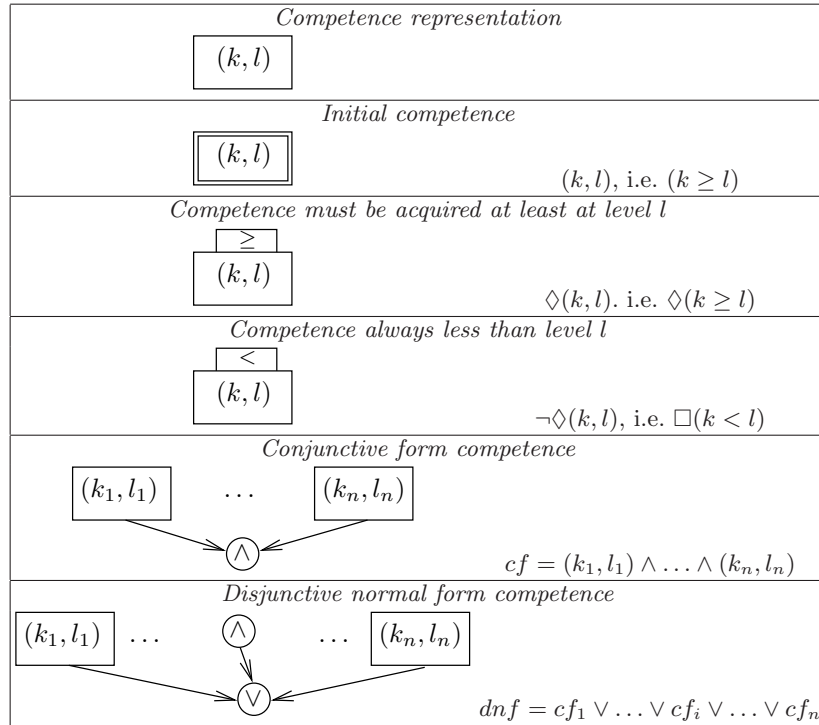 Competence representation
(k, l)
Initial competence
(k, l)
(k, l), i.e. (k ≥ l)
Competence must be acquired at least at level l
≥
(k, l)
◊(k, l). i.e. ◊(k ≥ l)
Competence always less than level l
<
(k, l)
¬◊(k, l), i.e. □(k < l)
Conjunctive form competence
(k₁, l₁) ... (kₙ, lₙ)
∧
cf = (k₁, l₁) ∧ ... ∧ (kₙ, lₙ)
Disjunctive normal form competence
(k₁, l₁) ... ∧ ... (kₙ, lₙ)
∨
dnf = cf₁ ∨ ... ∨ cfᵢ ∨ ... ∨ cfₙ